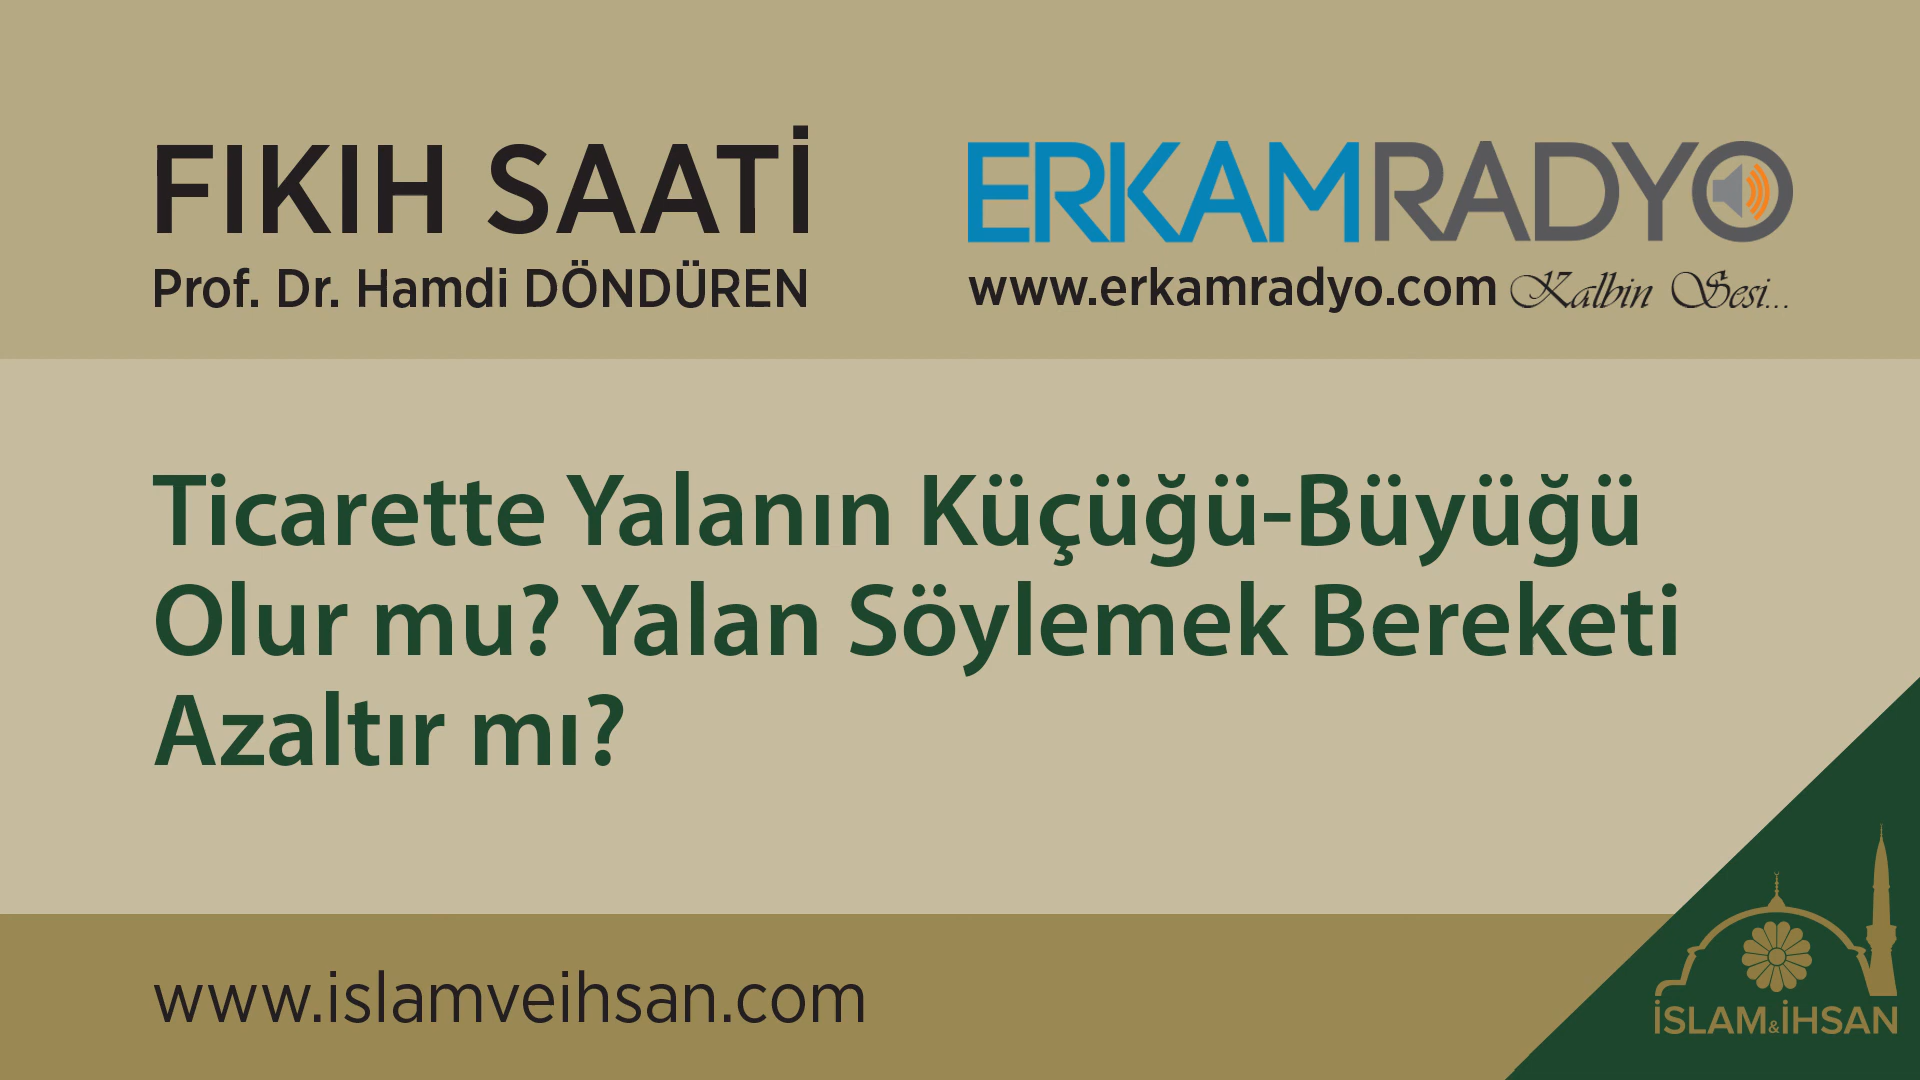 FIKIH SAATİ
Prof. Dr. Hamdi DÖNDÜREN
ERKAMRADYO
www.erkamradyo.com Kalbin Sesi...
Ticarette Yalanın Küçüğü-Büyüğü
Olur mu? Yalan Söylemek Bereketi
Azaltır mı?
www.islamveihsan.com
İSLAM&İHSAN